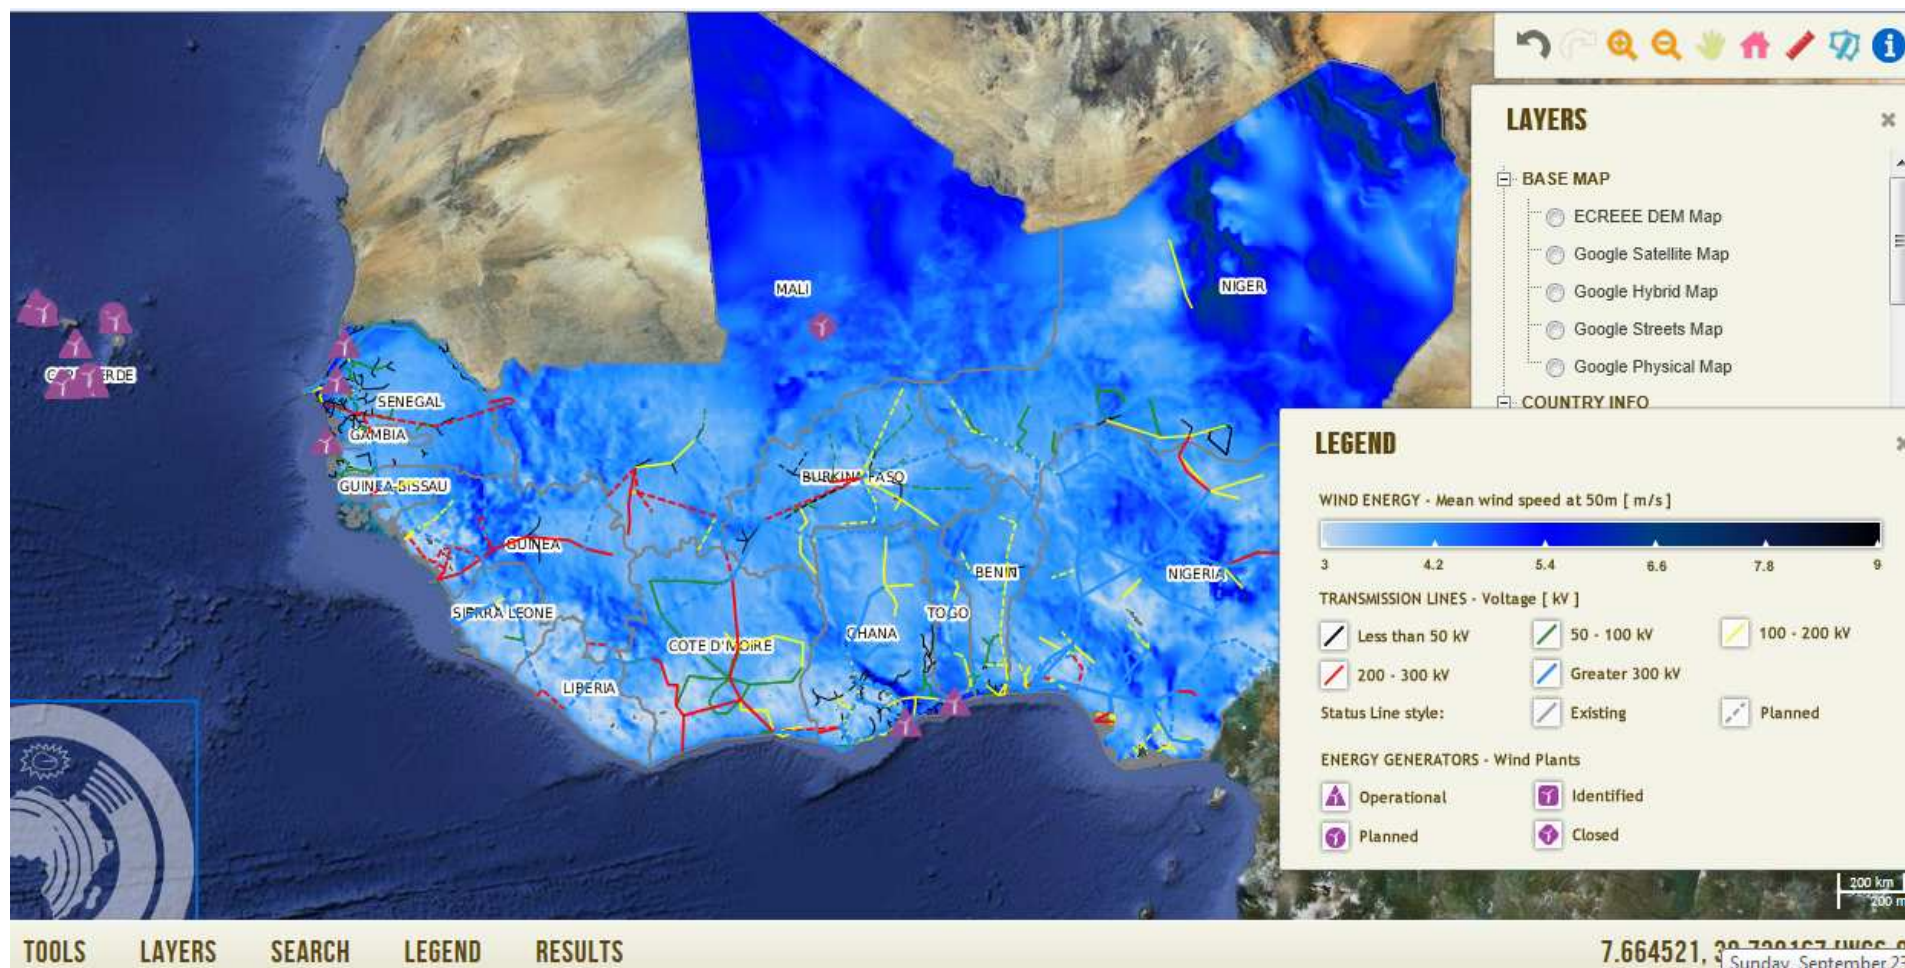 LAYERS
BASE MAP
ECREEE DEM Map
Google Satellite Map
Google Hybrid Map
Google Streets Map
Google Physical Map
COUNTRY INFO
MALI
NIGER
SENEGAL
GAMBIA
GUINEA-BISSAU
BURKINA FASO
GUINEA
BENIN
NIGERIA
SIERRA LEONE
TOGO
GHANA
COTE D'IVOIRE
LIBERIA
LEGEND
WIND ENERGY - Mean wind speed at 50m [ m/s ]
3 4.2 5.4 6.6 7.8 9
TRANSMISSION LINES - Voltage [ kV ]
Less than 50 kV 50 - 100 kV 100 - 200 kV
200 - 300 kV Greater 300 kV
Status Line style: Existing Planned
ENERGY GENERATORS - Wind Plants
Operational Identified
Planned Closed
200 km
TOOLS LAYERS SEARCH LEGEND RESULTS
7.664521,
Sunday, September 23